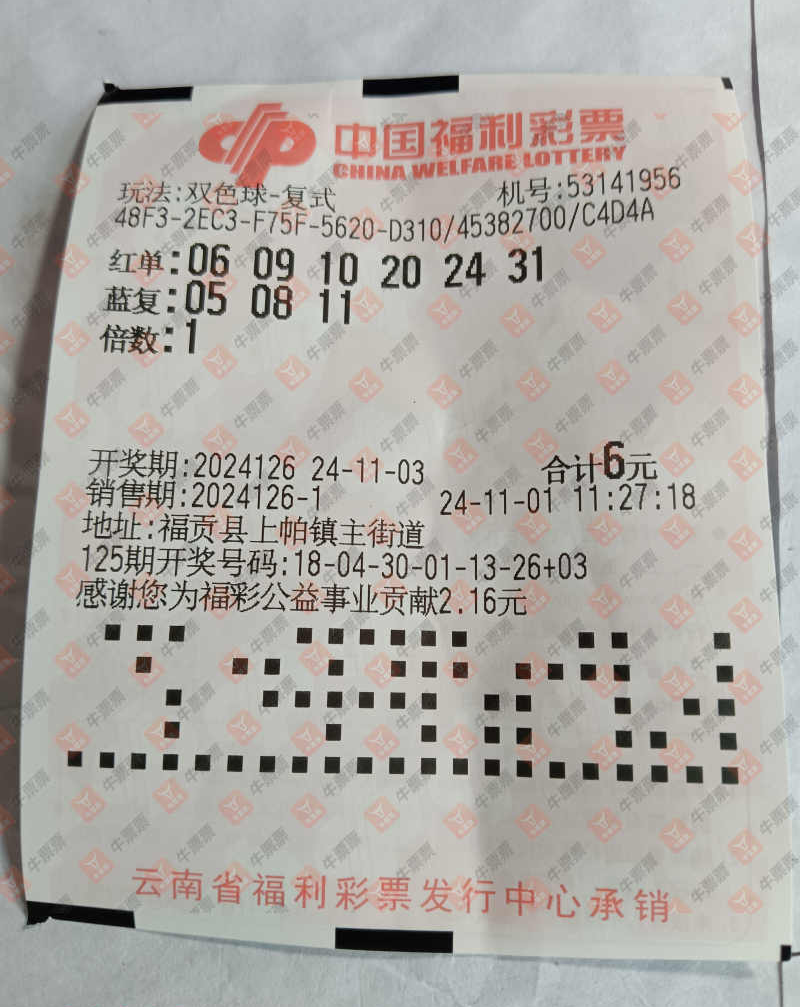 中国福利彩票
CHINA WELFARE LOTTERY
玩法:双色球-复式 机号:53141956
48F3-2EC3-F75F-5620-D310/45382700/C4D4A
红单:06 09 10 20 24 31
蓝复:05 08 11
倍数:1
开奖期:2024126 24-11-03 合计6元
销售期:2024126-1 24-11-01 11:27:18
地址:福贡县上帕镇主街道
125期开奖号码:18-04-30-01-13-26+03
感谢您为福彩公益事业贡献2.16元
云南省福利彩票发行中心承销
牛票票